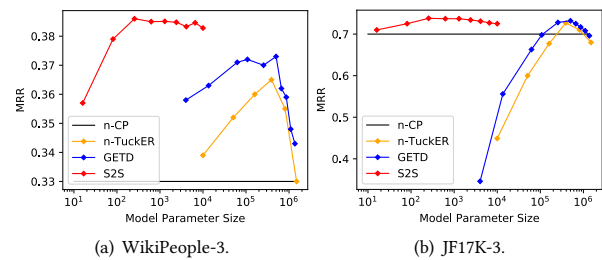 MRR
0.38
0.37
0.36
0.35
0.34
0.33
n-CP
n-TuckER
GETD
S2S
10^1 10^2 10^3 10^4 10^5 10^6
Model Parameter Size
(a) WikiPeople-3.
MRR
0.7
0.6
0.5
0.4
n-CP
n-TuckER
GETD
S2S
10^1 10^2 10^3 10^4 10^5 10^6
Model Parameter Size
(b) JF17K-3.